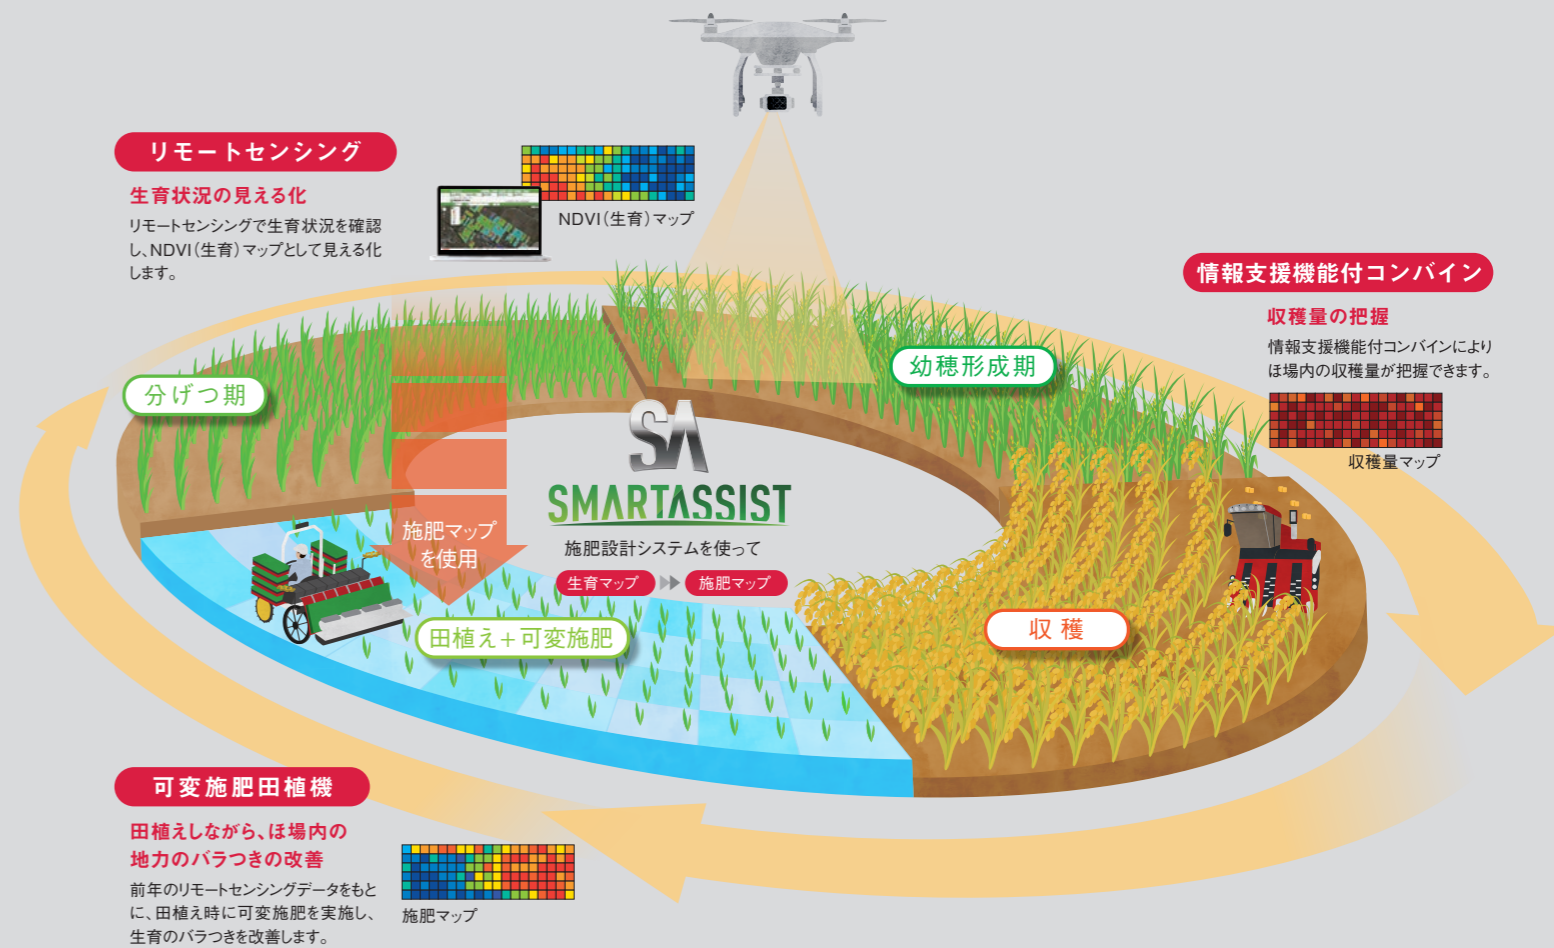 リモートセンシング
生育状況の見える化
リモートセンシングで生育状況を確認
し、NDVI（生育）マップとして見える化
します。
NDVI（生育）マップ
情報支援機能付コンバイン
収穫量の把握
情報支援機能付コンバインにより
ほ場内の収穫量が把握できます。
収穫量マップ
幼穂形成期
分げつ期
SA
SMARTASSIST
施肥設計システムを使って
生育マップ
施肥マップ
施肥マップ
を使用
田植え＋可変施肥
収穫
可変施肥田植機
田植えしながら、ほ場内の
地力のバラつきの改善
前年のリモートセンシングデータをもと
に、田植え時に可変施肥を実施し、
生育のバラつきを改善します。
施肥マップ